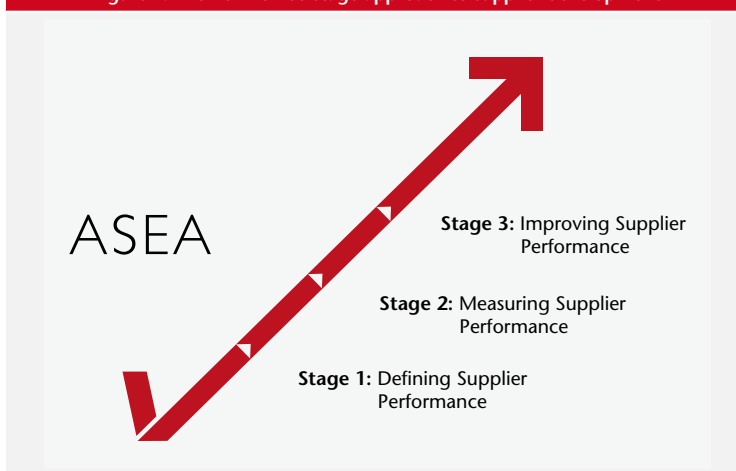 ASEA
Stage 3: Improving Supplier
Performance
Stage 2: Measuring Supplier
Performance
Stage 1: Defining Supplier
Performance